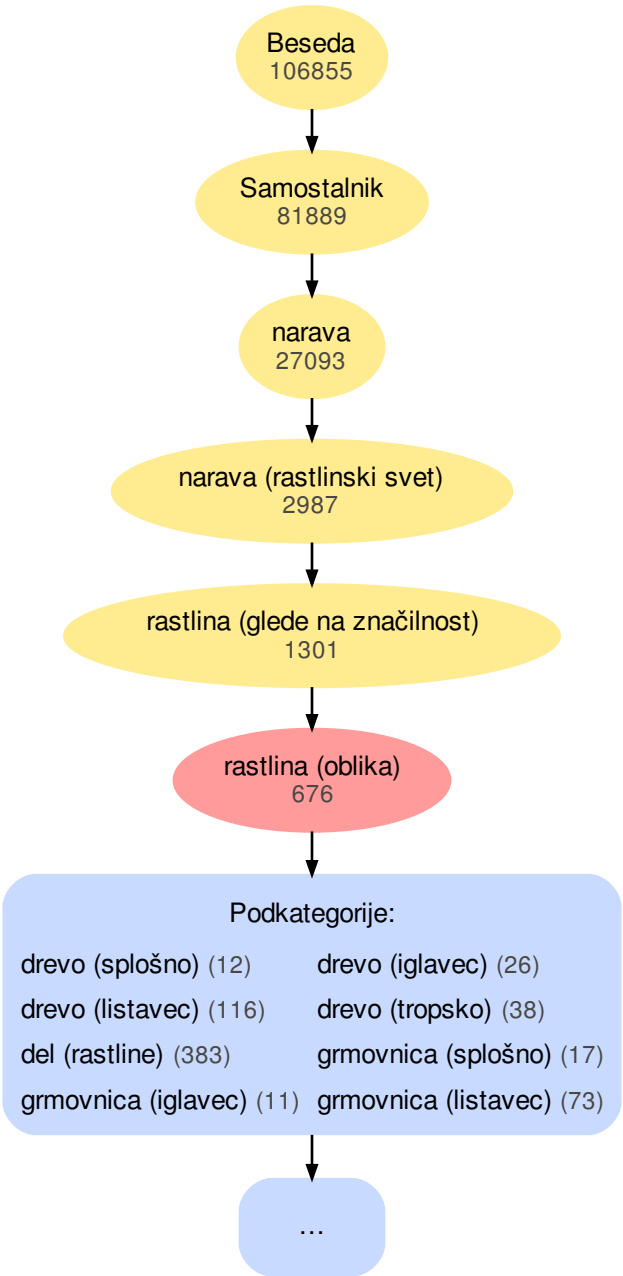 Beseda
106855
Samostalnik
81889
narava
27093
narava (rastlinski svet)
2987
rastlina (glede na značilnost)
1301
rastlina (oblika)
676
Podkategorije:
drevo (splošno) (12) drevo (iglavec) (26)
drevo (listavec) (116) drevo (tropsko) (38)
del (rastline) (383) grmovnica (splošno) (17)
grmovnica (iglavec) (11) grmovnica (listavec) (73)
...